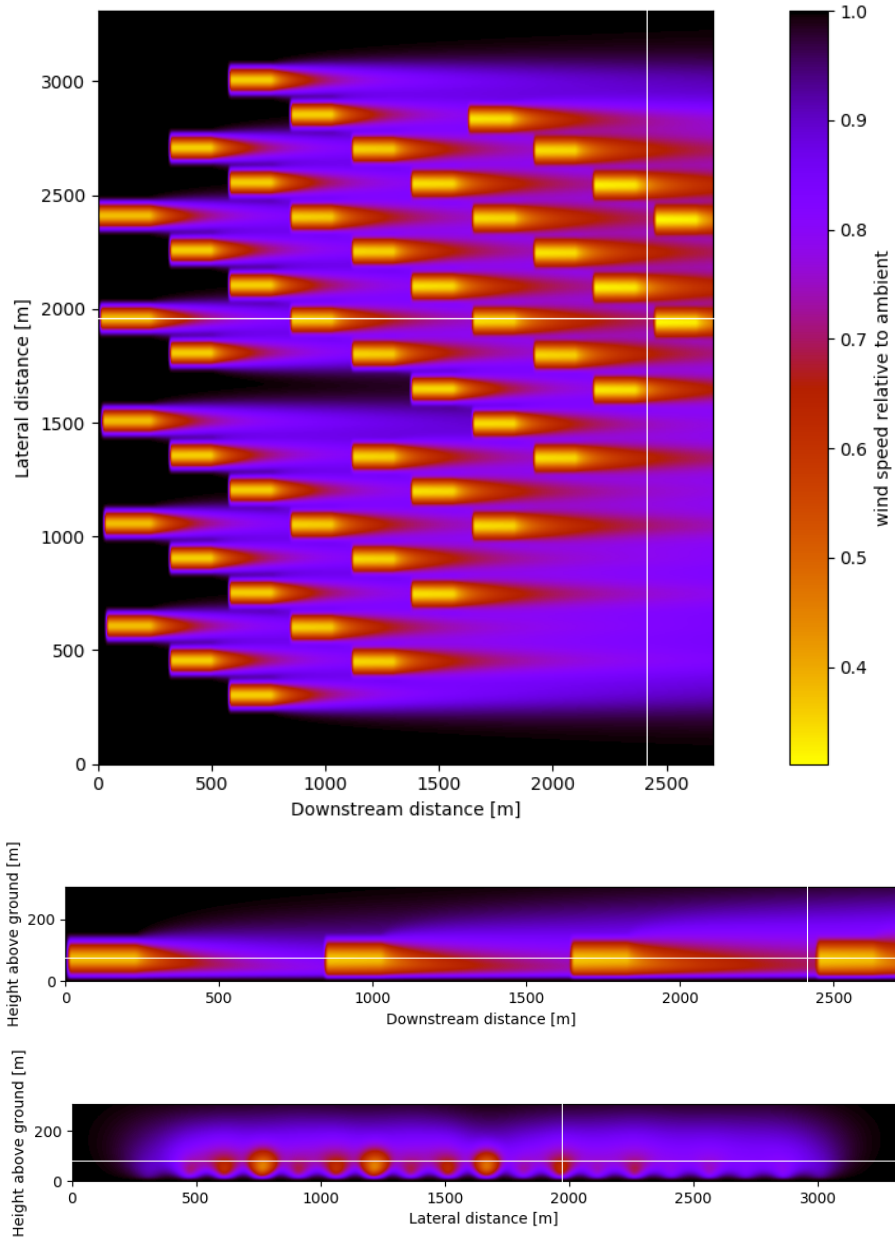 1.0
3000
0.9
2500
0.8
Lateral distance [m]
2000
0.7
wind speed relative to ambient
1500
0.6
1000
0.5
500
0.4
0
0 500 1000 1500 2000 2500
Downstream distance [m]
Height above ground [m]
200
0
0 500 1000 1500 2000 2500
Downstream distance [m]
Height above ground [m]
200
0
0 500 1000 1500 2000 2500 3000
Lateral distance [m]